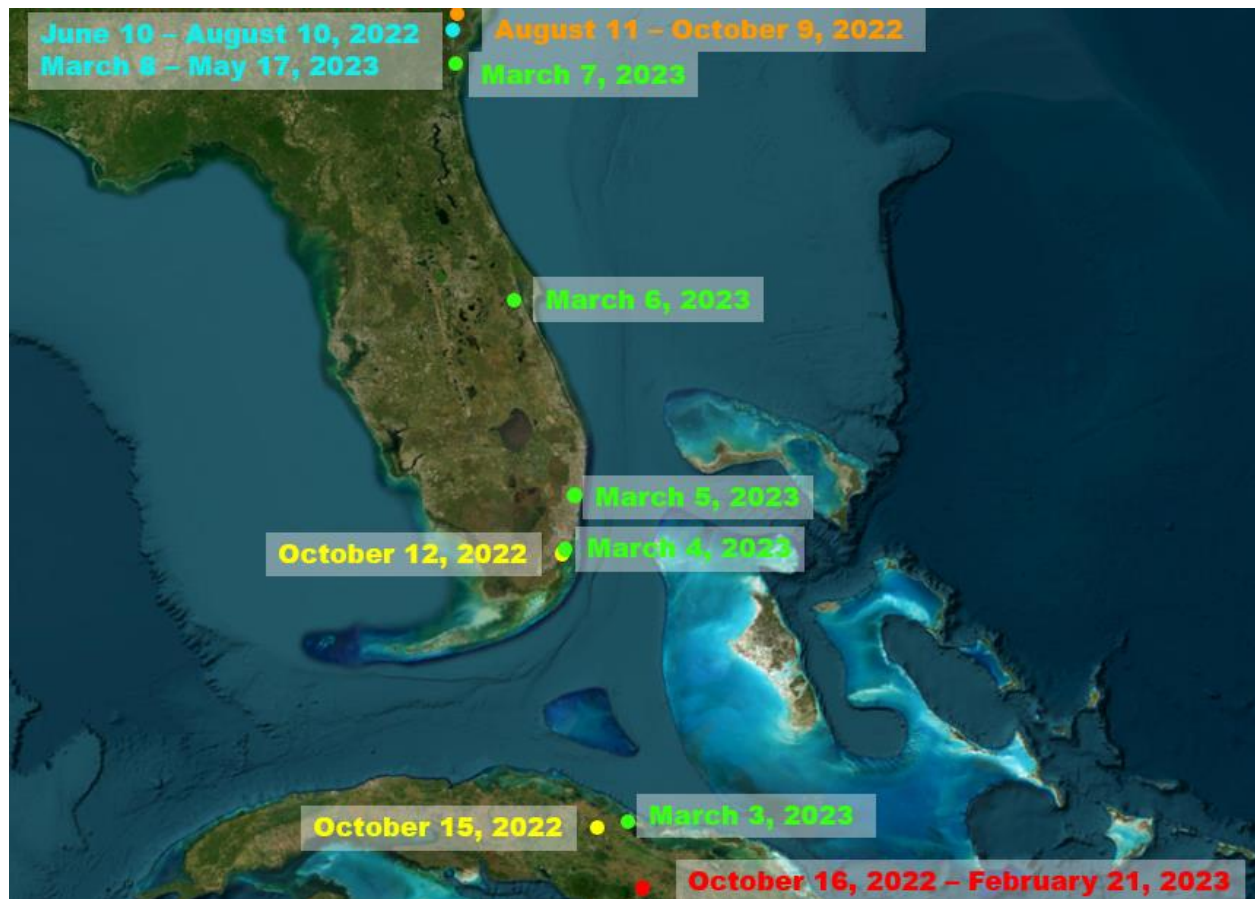 June 10 – August 10, 2022
March 8 – May 17, 2023
August 11 – October 9, 2022
March 7, 2023
March 6, 2023
March 5, 2023
March 4, 2023
October 12, 2022
March 3, 2023
October 15, 2022
October 16, 2022 – February 21, 2023